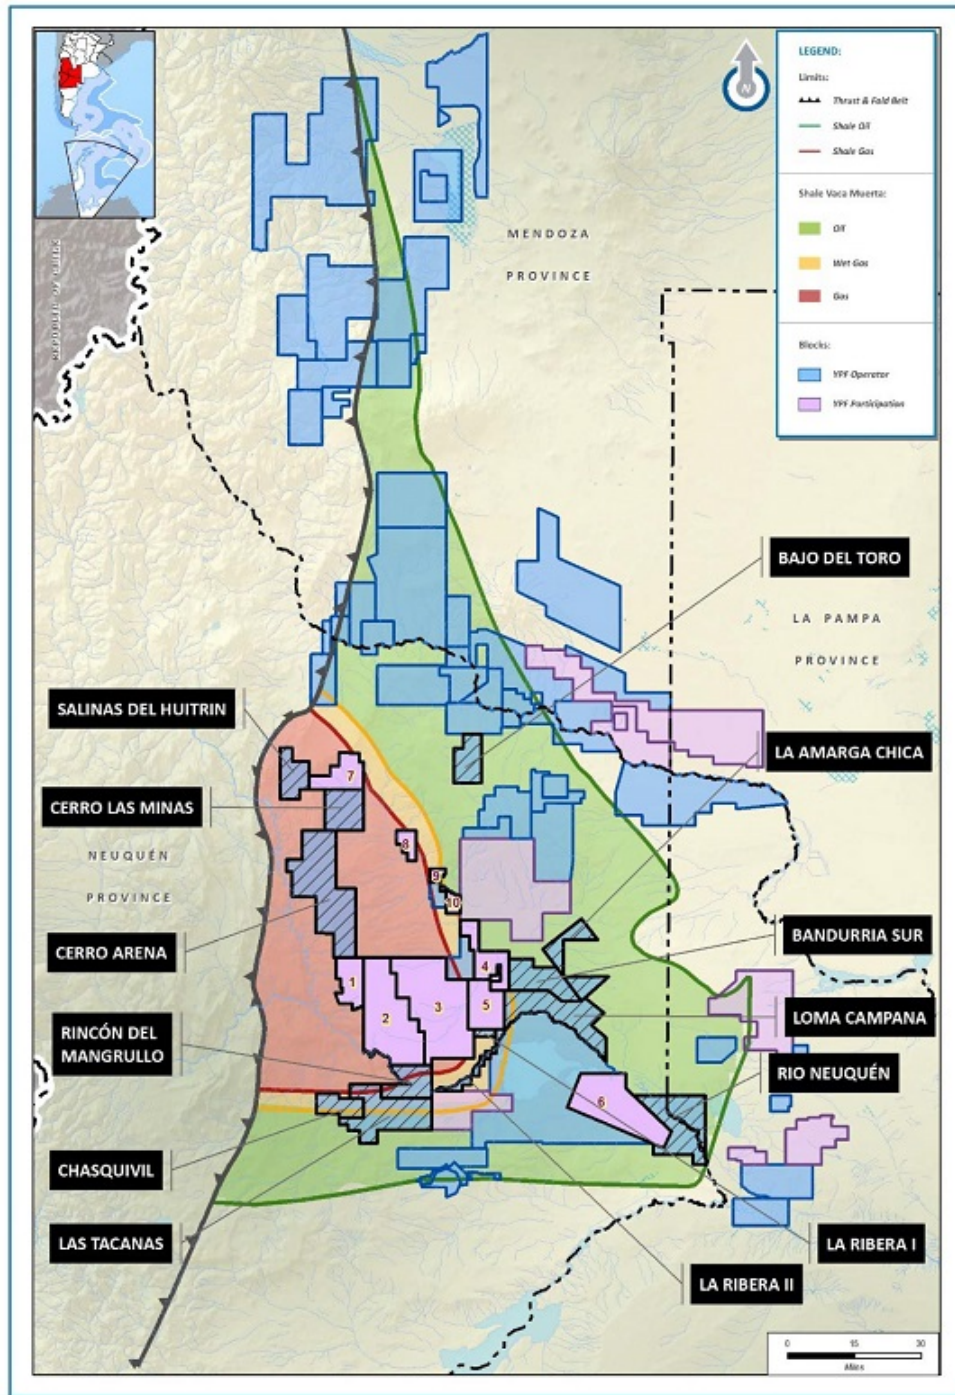 LEGEND:
Limits:
Thrust & Fold Belt
Shale Oil
Shale Gas
Shale Vaca Muerta:
Oil
Wet Gas
Gas
Blocks:
YPF Operator
YPF Participation
N
MENDOZA
PROVINCE
BAJO DEL TORO
LA PAMPA
PROVINCE
SALINAS DEL HUITRIN
LA AMARGA CHICA
7
CERRO LAS MINAS
8
NEUQUÉN
PROVINCE
9
10
CERRO ARENA
BANDURRIA SUR
4
1
2
3
5
LOMA CAMPANA
RINCÓN DEL
MANGRULLO
RIO NEUQUÉN
6
CHASQUIVIL
LAS TACANAS
LA RIBERA I
LA RIBERA II
0 15 30
Miles